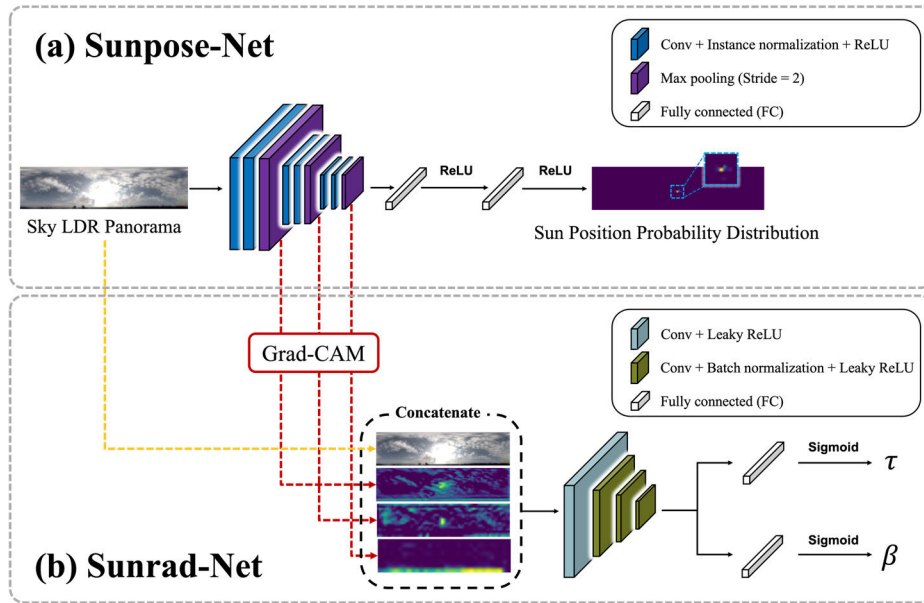 (a) Sunpose-Net
Conv + Instance normalization + ReLU
Max pooling (Stride = 2)
Fully connected (FC)
ReLU
ReLU
Sky LDR Panorama
Sun Position Probability Distribution
Grad-CAM
Conv + Leaky ReLU
Conv + Batch normalization + Leaky ReLU
Fully connected (FC)
Concatenate
Sigmoid
τ
Sigmoid
β
(b) Sunrad-Net